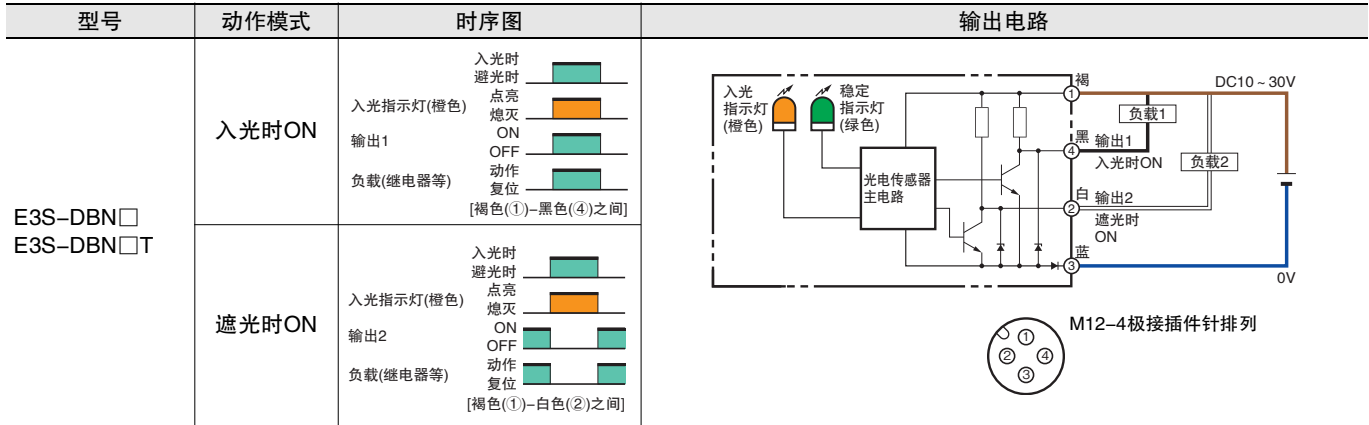 型号 动作模式 时序图 输出电路
E3S–DBN□
E3S–DBN□T
入光时ON
入光时
避光时
入光指示灯(橙色)
点亮
熄灭
输出1
ON
OFF
负载(继电器等)
动作
复位
[褐色(①)–黑色(④)之间]
遮光时ON
入光时
避光时
入光指示灯(橙色)
点亮
熄灭
输出2
ON
OFF
负载(继电器等)
动作
复位
[褐色(①)–白色(②)之间]
入光
指示灯
(橙色)
稳定
指示灯
(绿色)
光电传感器
主电路
褐
①
DC10~30V
负载1
黑
④
输出1
入光时ON
负载2
白
②
输出2
遮光时
ON
蓝
③
0V
M12–4极接插件针排列
①
② ④
③